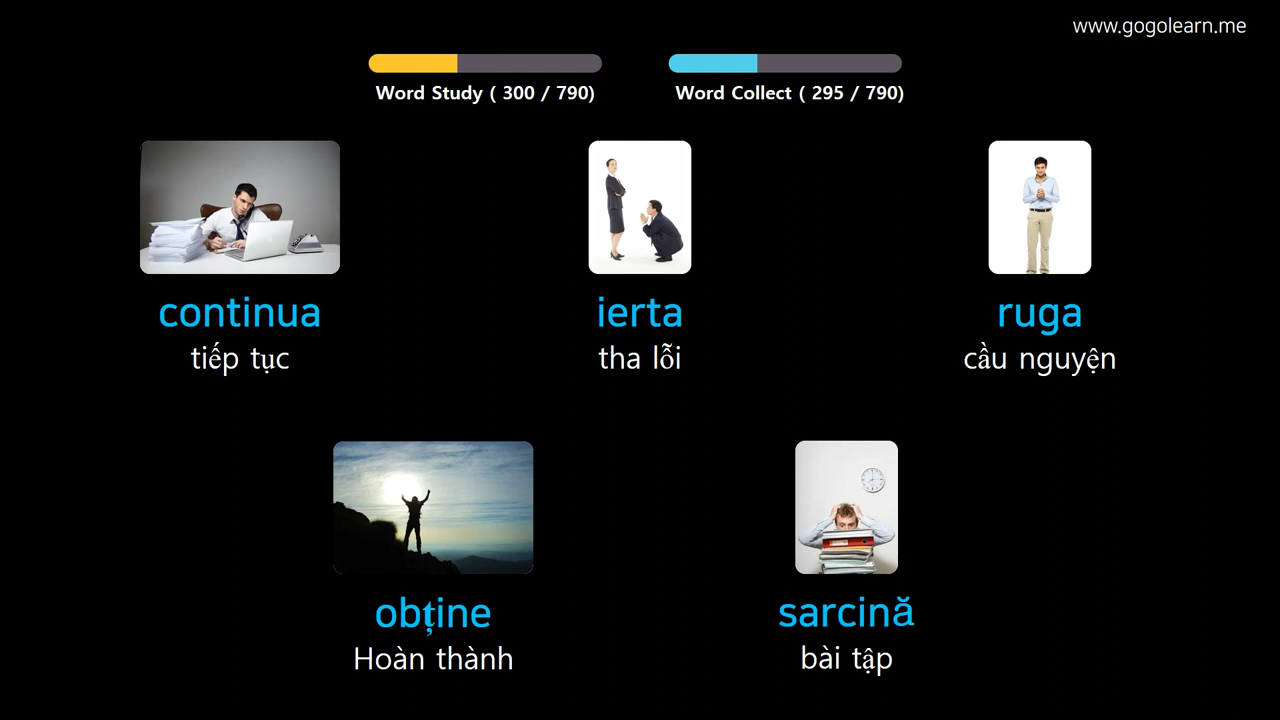 www.gogolearn.me
Word Study ( 300 / 790)
Word Collect ( 295 / 790)
continua
tiếp tục
ierta
tha lỗi
ruga
cầu nguyện
obține
Hoàn thành
sarcină
bài tập